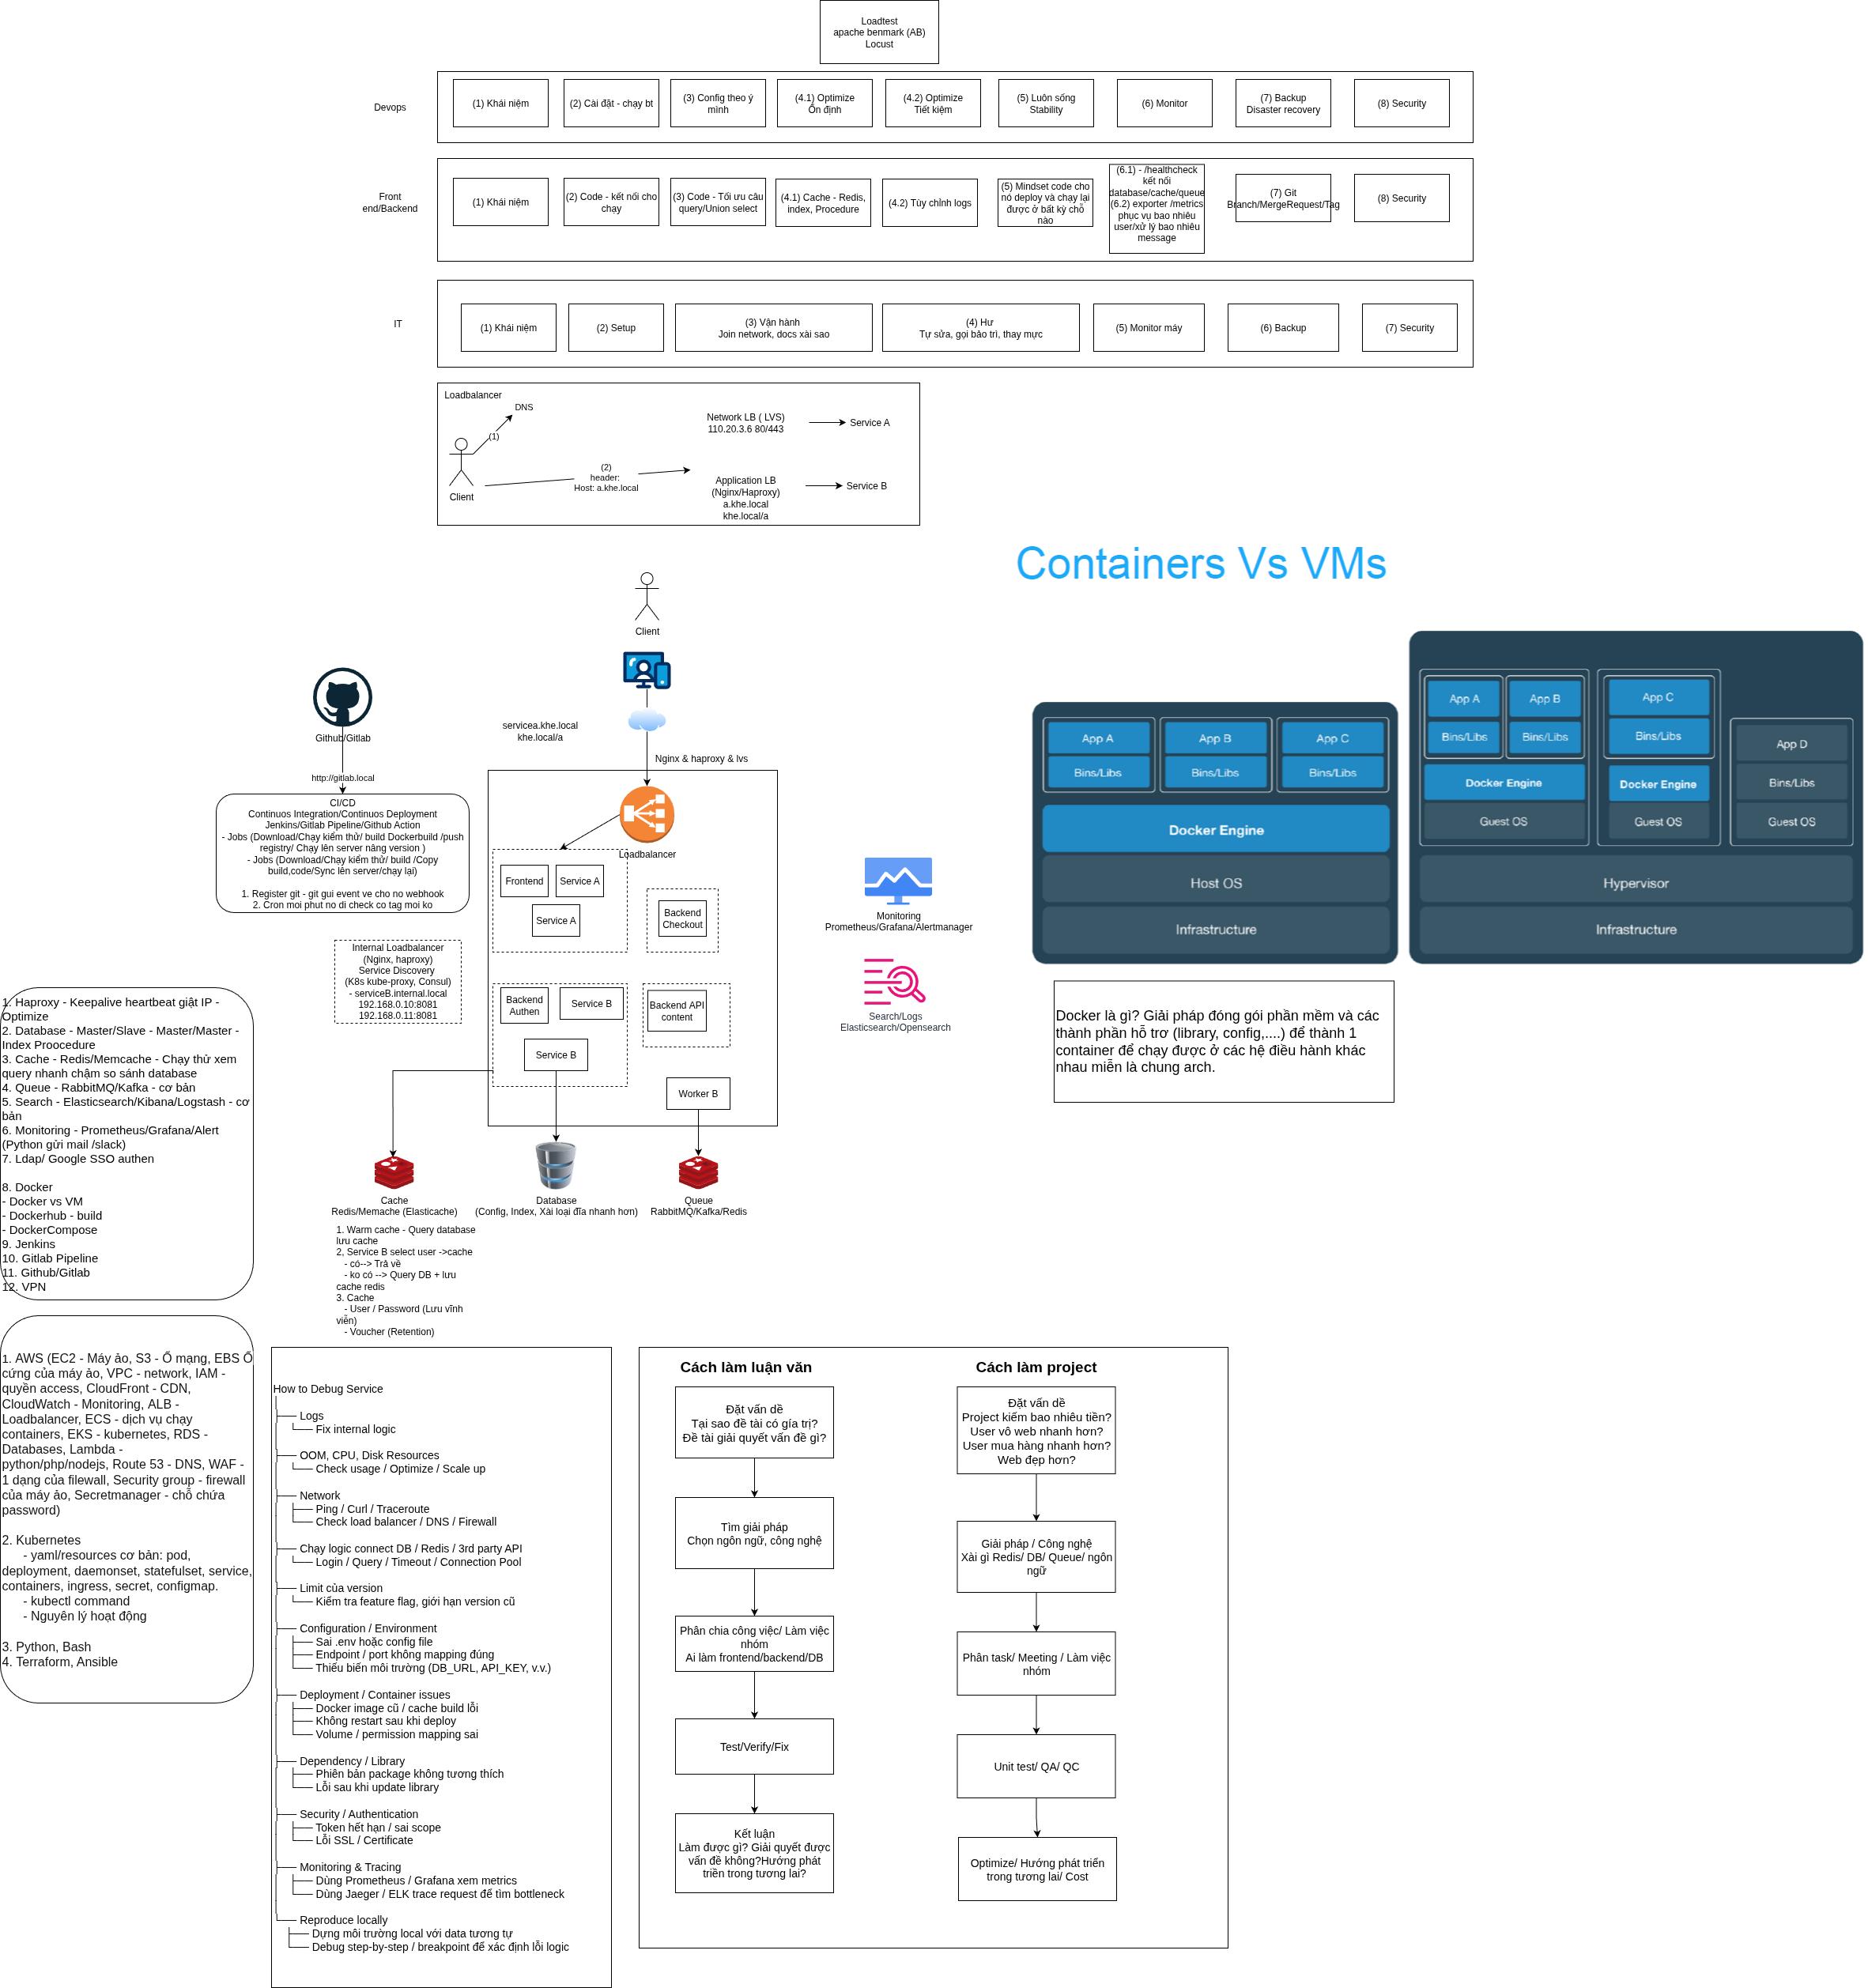 Loadtest
apache benmark (AB)
Locust
Devops
(1) Khái niệm
(2) Cài đặt - chạy bt
(3) Config theo ý
mình
(4.1) Optimize
Ổn định
(4.2) Optimize
Tiết kiệm
(5) Luôn sống
Stability
(6) Monitor
(7) Backup
Disaster recovery
(8) Security
Front
end/Backend
(1) Khái niệm
(2) Code - kết nối cho
chạy
(3) Code - Tối ưu câu
query/Union select
(4.1) Cache - Redis,
index, Procedure
(4.2) Tùy chỉnh logs
(5) Mindset code cho
nó deploy và chạy lại
được ở bất kỳ chỗ
nào
(6.1) - /healthcheck
kết nối
database/cache/queue
(6.2) exporter /metrics
phục vụ bao nhiêu
user/xử lý bao nhiêu
message
(7) Git
Branch/MergeRequest/Tag
(8) Security
IT
(1) Khái niệm
(2) Setup
(3) Vận hành
Join network, docs xài sao
(4) Hư
Tự sửa, gọi bảo trì, thay mực
(5) Monitor máy
(6) Backup
(7) Security
Loadbalancer
DNS
(1)
Client
(2)
header:
Host: a.khe.local
Network LB ( LVS)
110.20.3.6 80/443
Service A
Application LB
(Nginx/Haproxy)
a.khe.local
khe.local/a
Service B
Containers Vs VMs
Client
Github/Gitlab
http://gitlab.local
servicea.khe.local
khe.local/a
Nginx & haproxy & lvs
CI/CD
Continuos Integration/Continuos Deployment
Jenkins/Gitlab Pipeline/Github Action
- Jobs (Download/Chạy kiểm thử/ build Dockerbuild /push
registry/ Chạy lên server nâng version )
- Jobs (Download/Chạy kiểm thử/ build /Copy
build,code/Sync lên server/chạy lại)
1. Register git - git gui event ve cho no webhook
2. Cron moi phut no di check co tag moi ko
Loadbalancer
Frontend
Service A
Service A
Backend
Checkout
Internal Loadbalancer
(Nginx, haproxy)
Service Discovery
(K8s kube-proxy, Consul)
- serviceB.internal.local
192.168.0.10:8081
192.168.0.11:8081
Backend
Authen
Service B
Service B
Backend API
content
Worker B
Monitoring
Prometheus/Grafana/Alertmanager
Search/Logs
Elasticsearch/Opensearch
App A
Bins/Libs
App B
Bins/Libs
App C
Bins/Libs
Docker Engine
Host OS
Infrastructure
App A
Bins/Libs
App B
Bins/Libs
Docker Engine
Guest OS
App C
Bins/Libs
Docker Engine
Guest OS
App D
Bins/Libs
Guest OS
Hypervisor
Infrastructure
Docker là gì? Giải pháp đóng gói phần mềm và các
thành phần hỗ trơ (library, config,....) để thành 1
container để chạy được ở các hệ điều hành khác
nhau miễn là chung arch.
1. Haproxy - Keepalive heartbeat giật IP -
Optimize
2. Database - Master/Slave - Master/Master -
Index Proocedure
3. Cache - Redis/Memcache - Chạy thử xem
query nhanh chậm so sánh database
4. Queue - RabbitMQ/Kafka - cơ bản
5. Search - Elasticsearch/Kibana/Logstash - cơ
bản
6. Monitoring - Prometheus/Grafana/Alert
(Python gửi mail /slack)
7. Ldap/ Google SSO authen
8. Docker
- Docker vs VM
- Dockerhub - build
- DockerCompose
9. Jenkins
10. Gitlab Pipeline
11. Github/Gitlab
12. VPN
Cache
Redis/Memache (Elasticache)
Database
(Config, Index, Xài loại đĩa nhanh hơn)
Queue
RabbitMQ/Kafka/Redis
1. Warm cache - Query database
lưu cache
2, Service B select user ->cache
- có--> Trả về
- ko có --> Query DB + lưu
cache redis
3. Cache
- User / Password (Lưu vĩnh
viễn)
- Voucher (Retention)
1. AWS (EC2 - Máy ảo, S3 - Ổ mạng, EBS Ổ
cứng của máy ảo, VPC - network, IAM -
quyền access, CloudFront - CDN,
CloudWatch - Monitoring, ALB -
Loadbalancer, ECS - dịch vụ chạy
containers, EKS - kubernetes, RDS -
Databases, Lambda -
python/php/nodejs, Route 53 - DNS, WAF -
1 dạng của filewall, Security group - firewall
của máy ảo, Secretmanager - chỗ chứa
password)
2. Kubernetes
- yaml/resources cơ bản: pod,
deployment, daemonset, statefulset, service,
containers, ingress, secret, configmap.
- kubectl command
- Nguyên lý hoạt động
3. Python, Bash
4. Terraform, Ansible
How to Debug Service
│
├── Logs
│ └── Fix internal logic
│
├── OOM, CPU, Disk Resources
│ └── Check usage / Optimize / Scale up
│
├── Network
│ ├── Ping / Curl / Traceroute
│ └── Check load balancer / DNS / Firewall
│
├── Chạy logic connect DB / Redis / 3rd party API
│ └── Login / Query / Timeout / Connection Pool
│
├── Limit của version
│ └── Kiểm tra feature flag, giới hạn version cũ
│
├── Configuration / Environment
│ ├── Sai .env hoặc config file
│ ├── Endpoint / port không mapping đúng
│ └── Thiếu biến môi trường (DB_URL, API_KEY, v.v.)
│
├── Deployment / Container issues
│ ├── Docker image cũ / cache build lỗi
│ ├── Không restart sau khi deploy
│ └── Volume / permission mapping sai
│
├── Dependency / Library
│ ├── Phiên bản package không tương thích
│ └── Lỗi sau khi update library
│
├── Security / Authentication
│ ├── Token hết hạn / sai scope
│ └── Lỗi SSL / Certificate
│
├── Monitoring & Tracing
│ ├── Dùng Prometheus / Grafana xem metrics
│ └── Dùng Jaeger / ELK trace request để tìm bottleneck
│
└── Reproduce locally
├── Dựng môi trường local với data tương tự
└── Debug step-by-step / breakpoint để xác định lỗi logic
Cách làm luận văn
Đặt vấn dề
Tại sao đề tài có gía trị?
Đề tài giải quyết vấn đề gì?
Tìm giải pháp
Chọn ngôn ngữ, công nghệ
Phân chia công việc/ Làm việc
nhóm
Ai làm frontend/backend/DB
Test/Verify/Fix
Kết luận
Làm được gì? Giải quyết được
vấn đề không?Hướng phát
triển trong tương lai?
Cách làm project
Đặt vấn dề
Project kiếm bao nhiêu tiền?
User vô web nhanh hơn?
User mua hàng nhanh hơn?
Web đẹp hơn?
Giải pháp / Công nghệ
Xài gì Redis/ DB/ Queue/ ngôn
ngữ
Phân task/ Meeting / Làm việc
nhóm
Unit test/ QA/ QC
Optimize/ Hướng phát triển
trong tương lai/ Cost